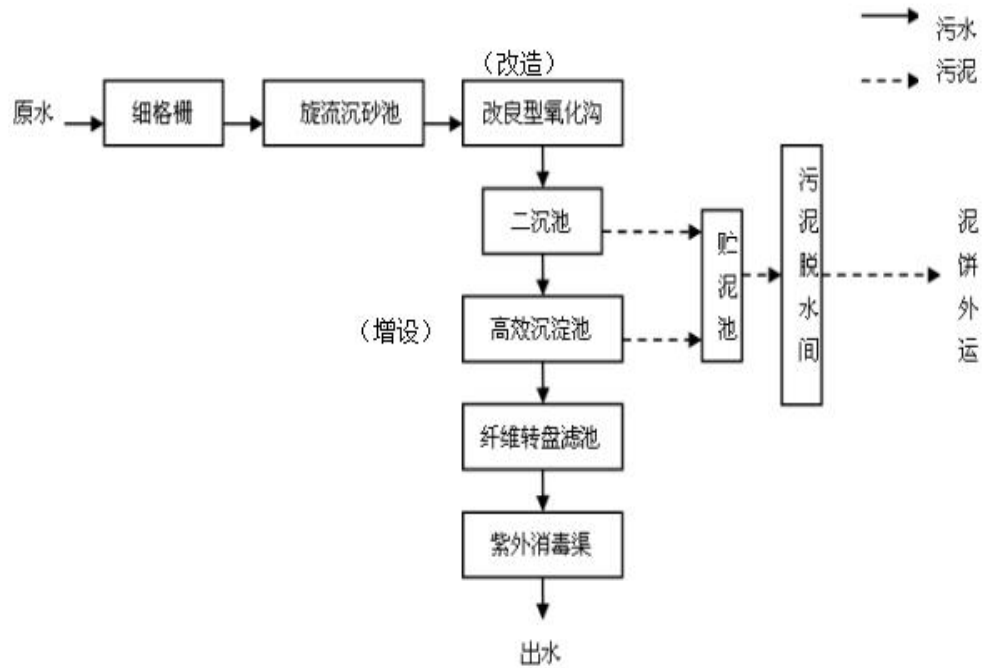 污水
污泥
（改造）
原水
细格栅
旋流沉砂池
改良型氧化沟
二沉池
贮泥池
污泥脱水间
泥饼外运
（增设）
高效沉淀池
纤维转盘滤池
紫外消毒渠
出水